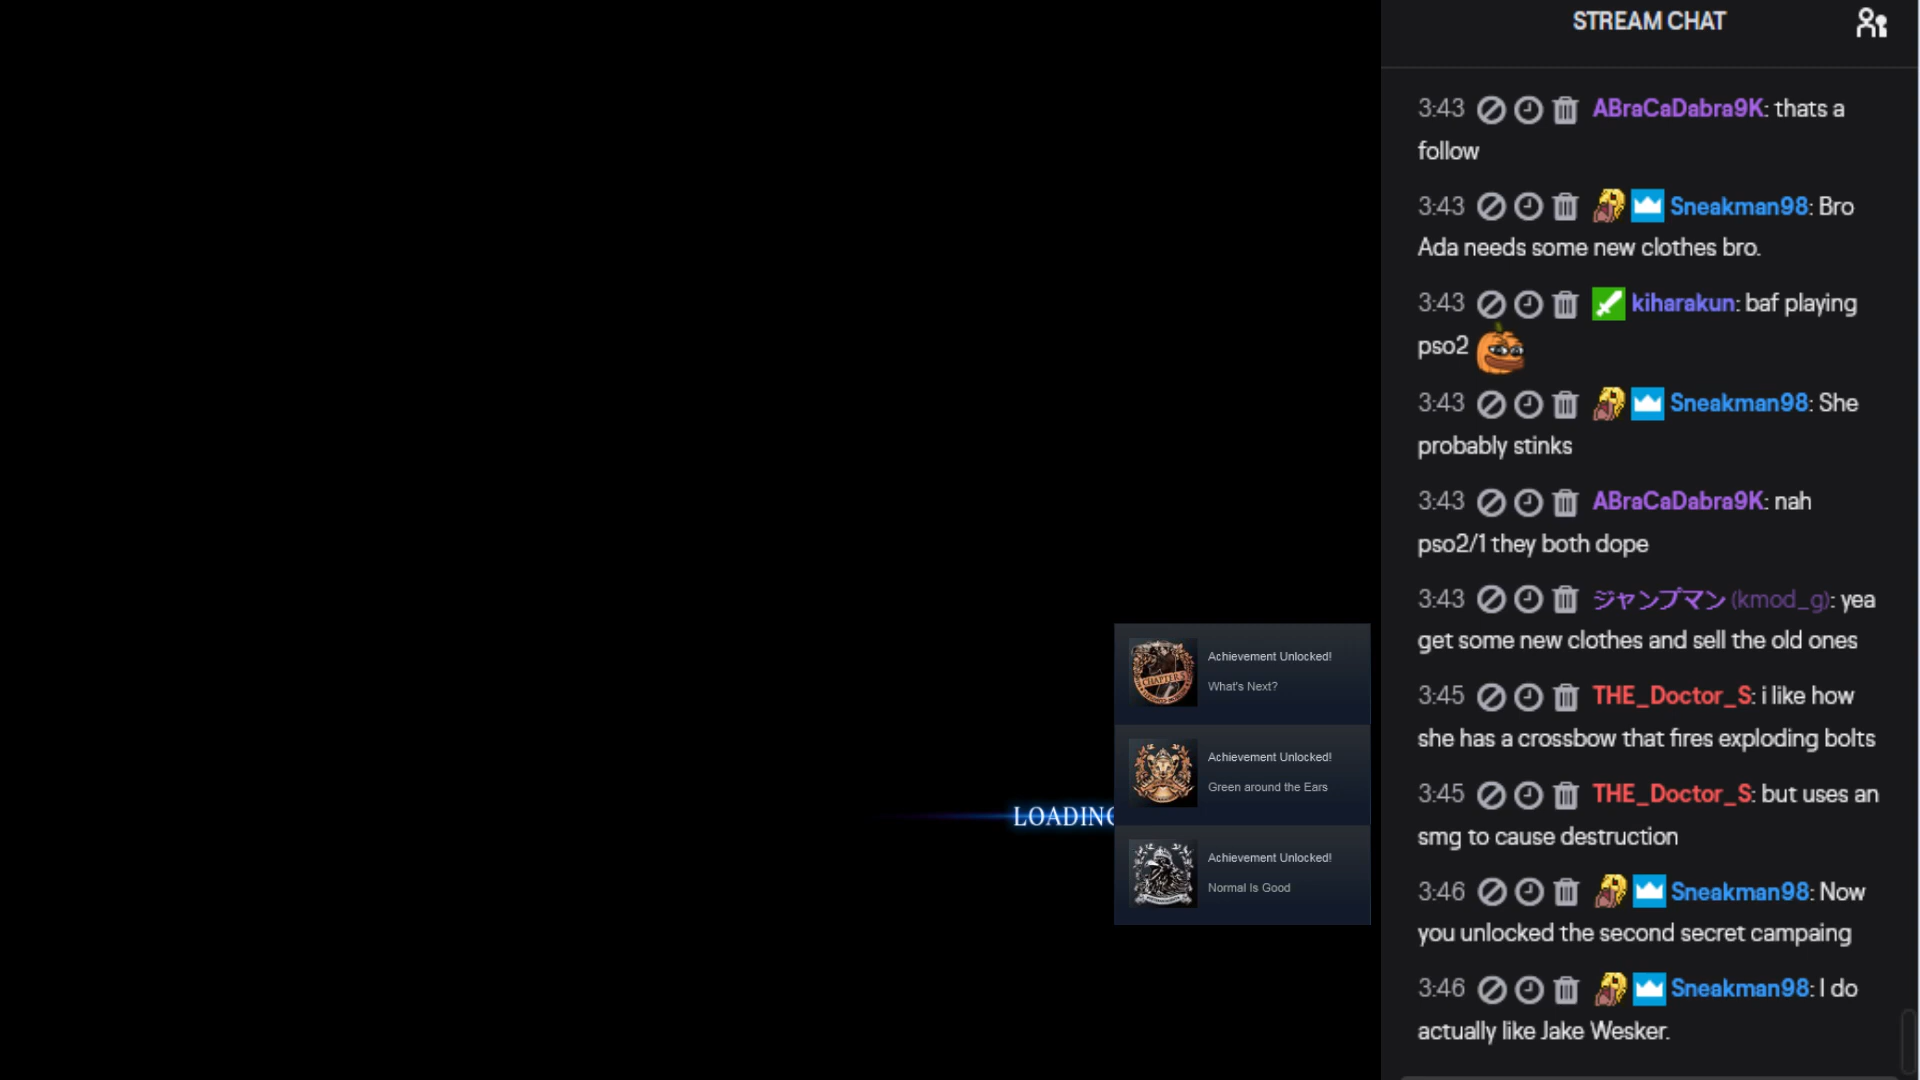 STREAM CHAT
3:43 ABraCaDabra9K: thats a
follow
3:43 Sneakman98: Bro
Ada needs some new clothes bro.
3:43 kiharakun: baf playing
pso2
3:43 Sneakman98: She
probably stinks
3:43 ABraCaDabra9K: nah
pso2/1 they both dope
3:43 ジャンプマン (kmod_g): yea
get some new clothes and sell the old ones
3:45 THE_Doctor_S: i like how
she has a crossbow that fires exploding bolts
3:45 THE_Doctor_S: but uses an
smg to cause destruction
3:46 Sneakman98: Now
you unlocked the second secret campaing
3:46 Sneakman98: I do
actually like Jake Wesker.
CHAPTER 5
Achievement Unlocked!
What's Next?
Achievement Unlocked!
Green around the Ears
Achievement Unlocked!
Normal Is Good
LOADING